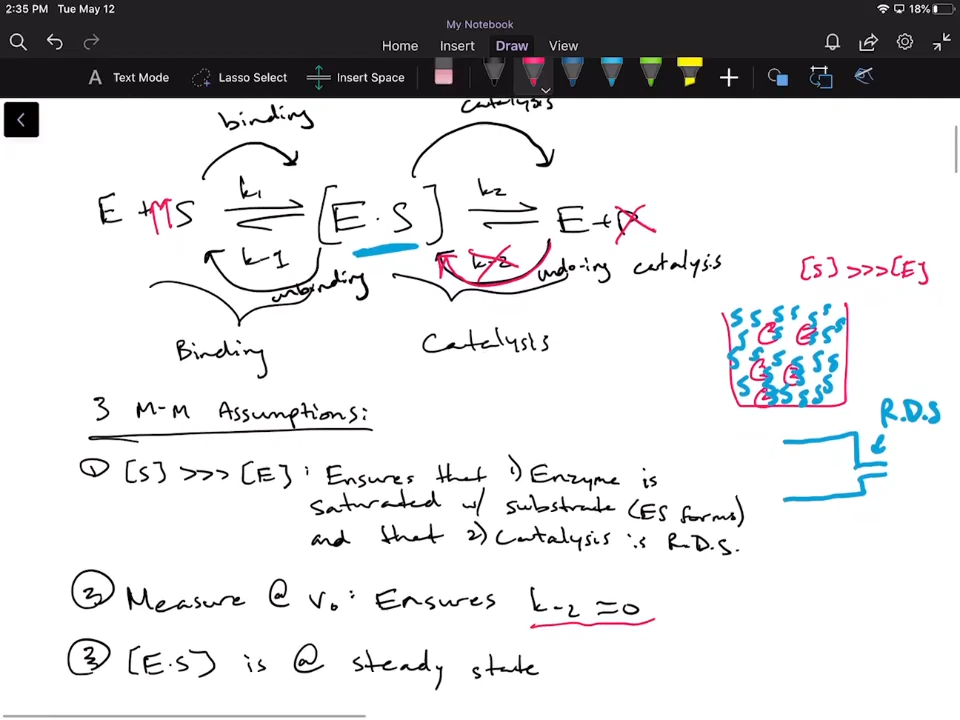 2:35 PM Tue May 12
18%
My Notebook
Home Insert Draw View
A Text Mode Lasso Select Insert Space
binding catalysis
k1 k2
E + ↑↑S [E·S] E + P
k-1 k-2
unbinding undo-ing catalysis
[S] >>> [E]
Binding Catalysis
3 M-M Assumptions:
R.D.S
① [S] >>> [E]: Ensures that 1) Enzyme is
saturated w/ substrate (ES forms)
and that 2) Catalysis is R.D.S.
② Measure @ v₀: Ensures k-2 ≈ 0
③ [E·S] is @ steady state